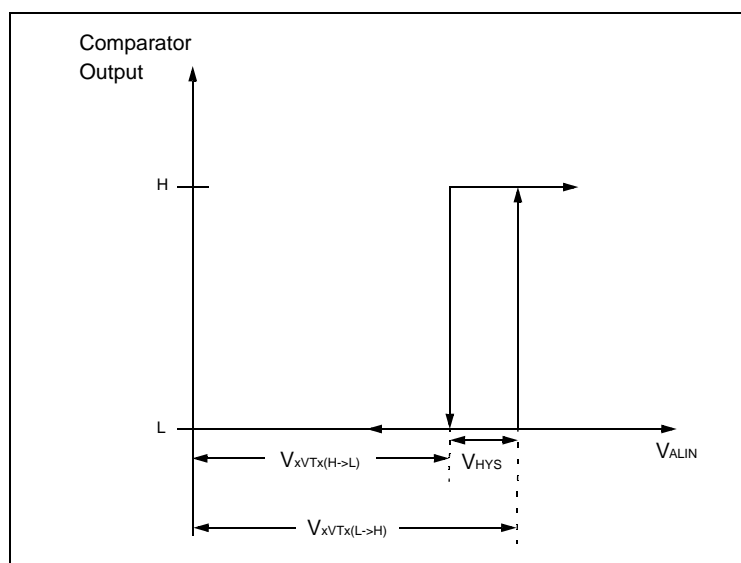 Comparator
Output
H
L
VALIN
VxVTx(H->L)
VHYS
VxVTx(L->H)